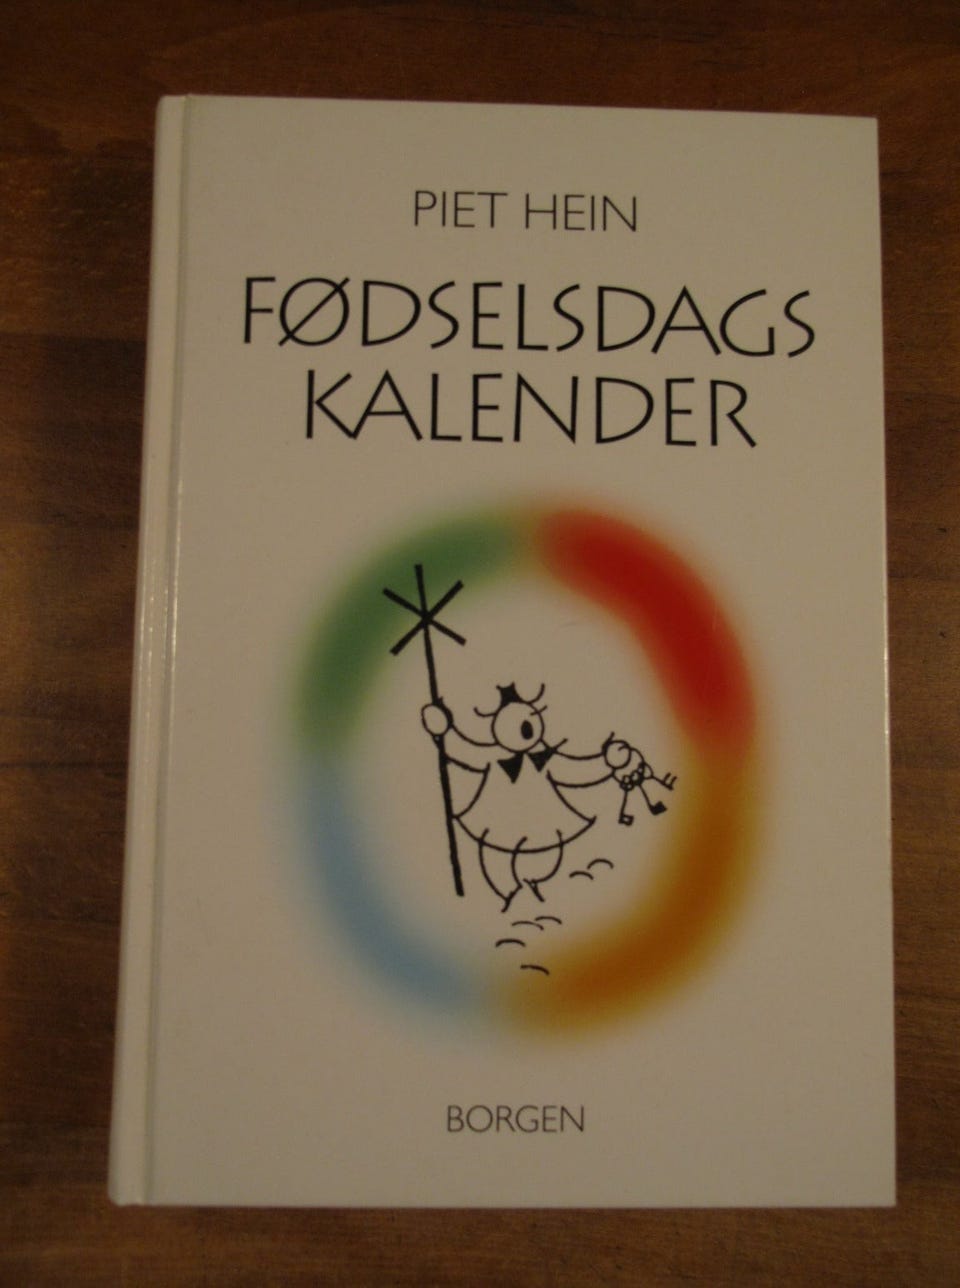 PIET HEIN
FØDSELSDAGS
KALENDER
BORGEN